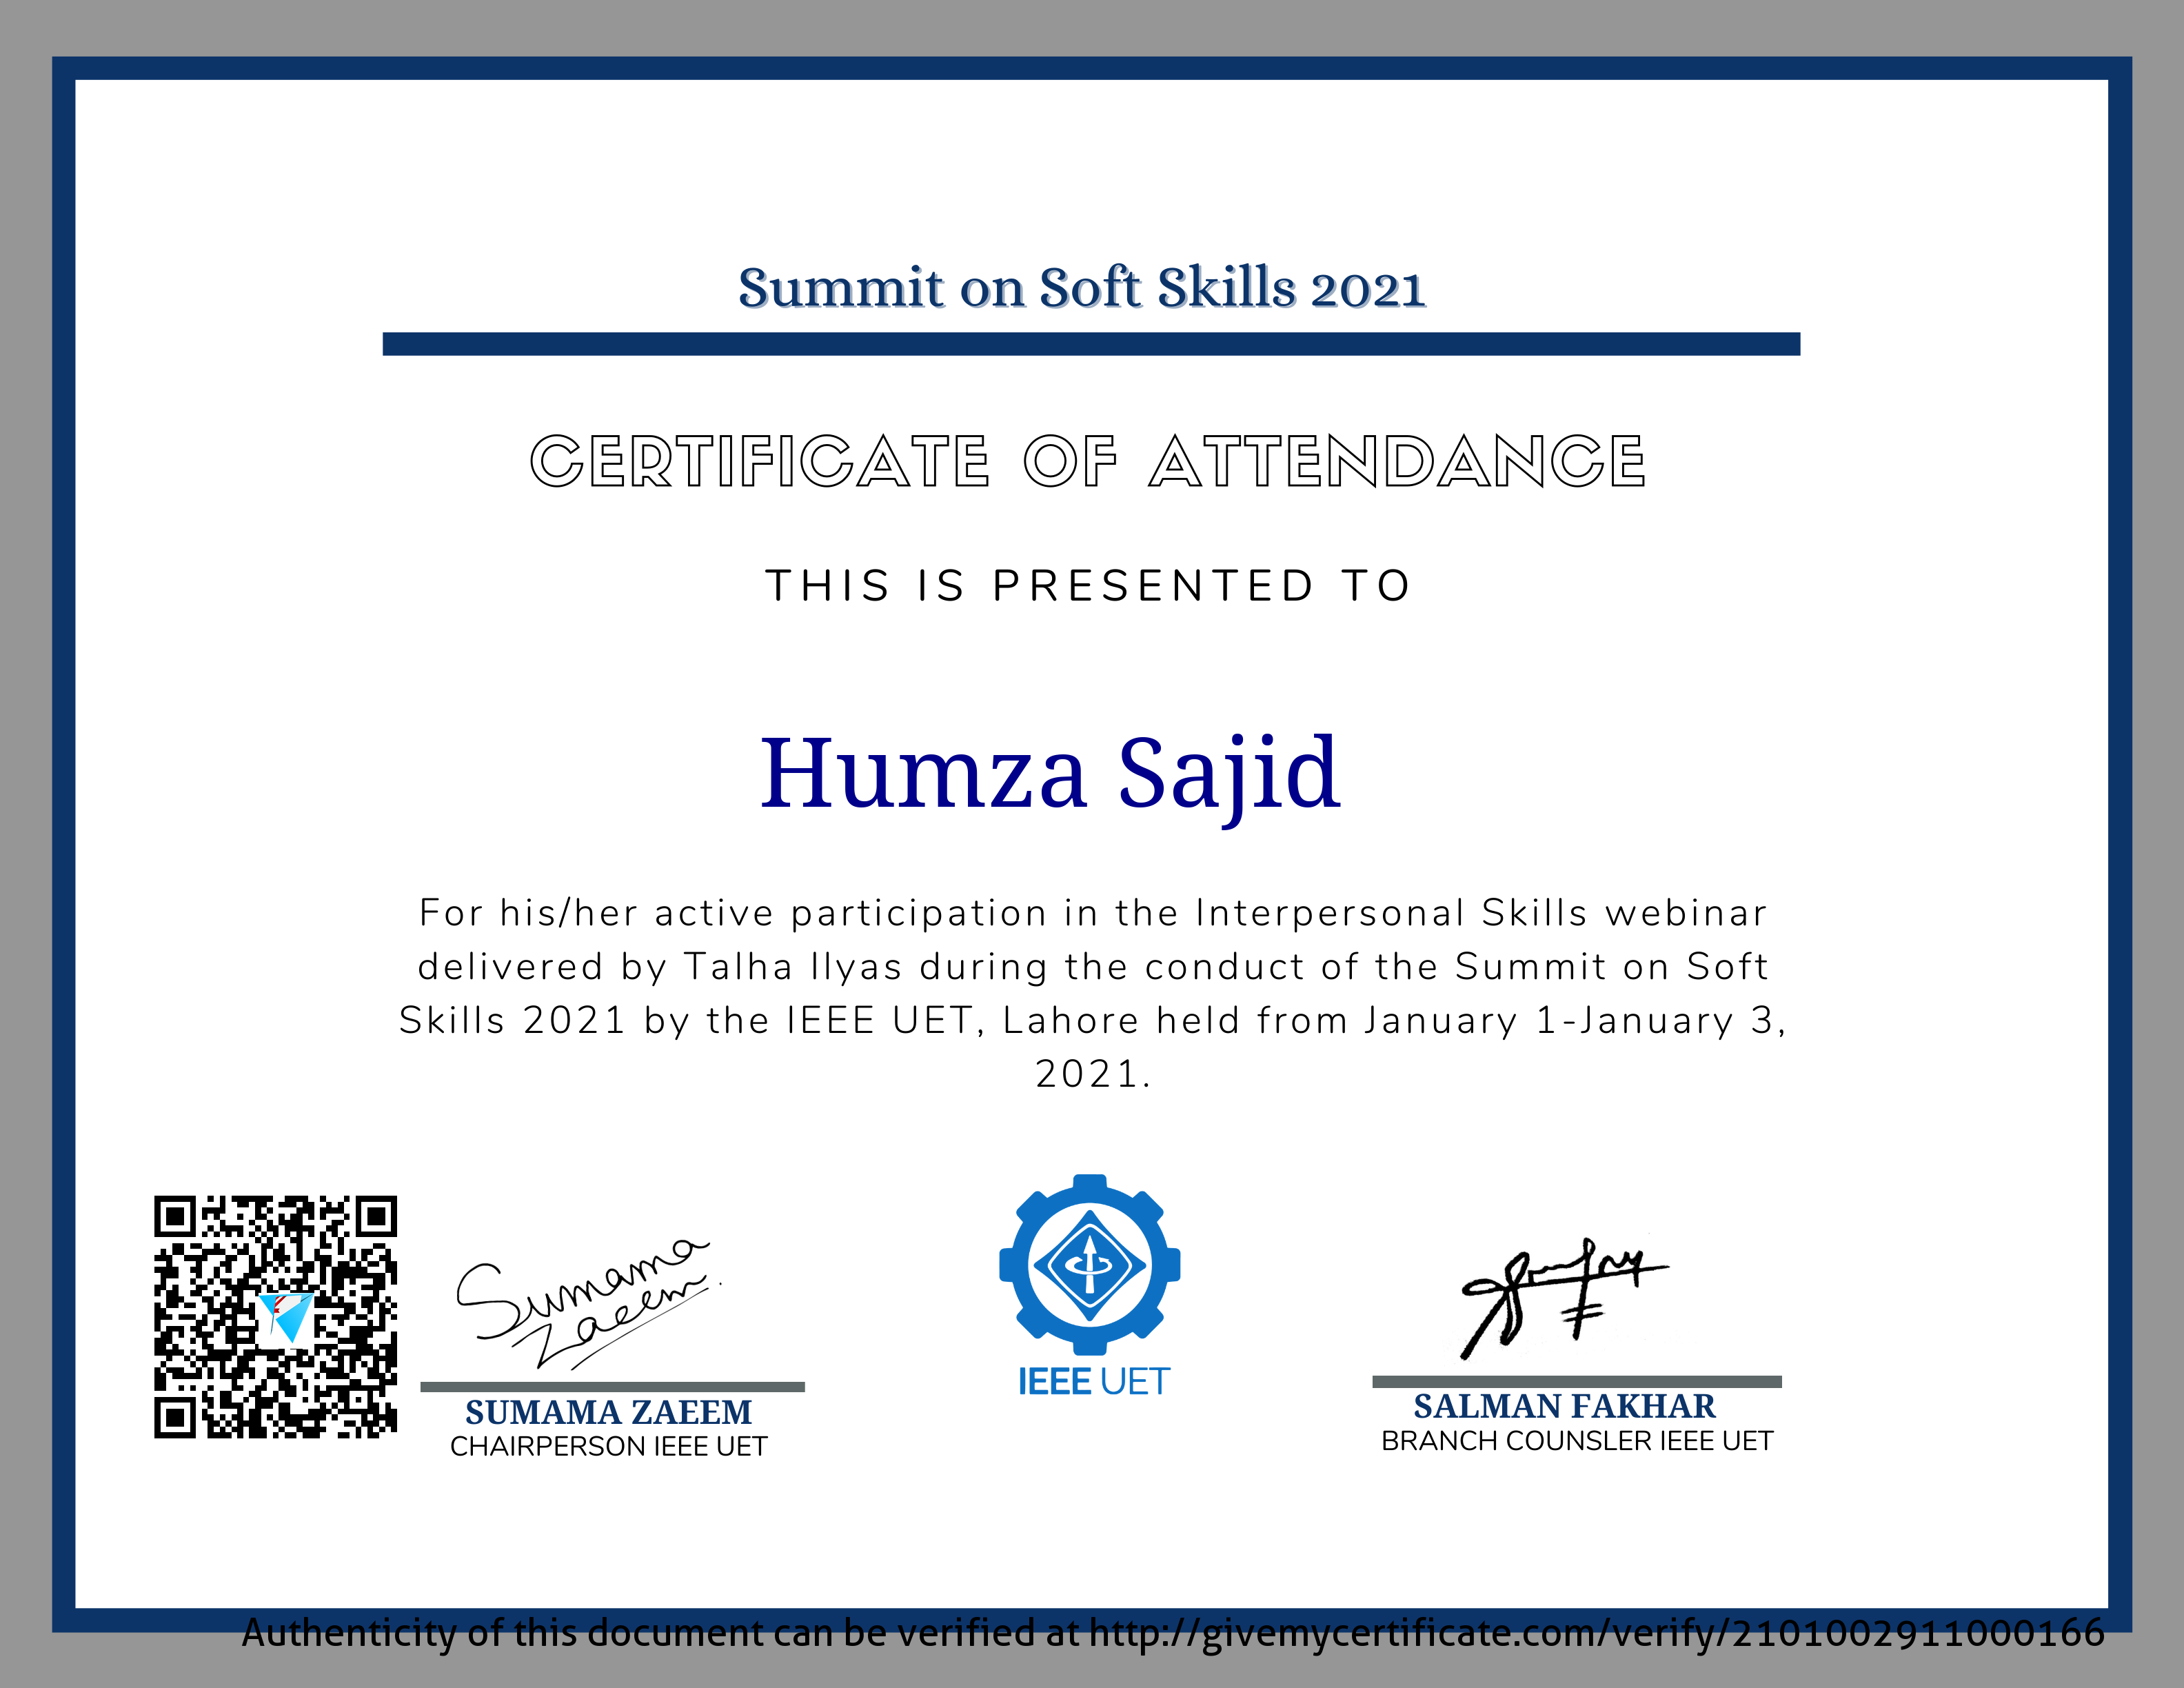 Summit on Soft Skills 2021
CERTIFICATE OF ATTENDANCE
THIS IS PRESENTED TO
Humza Sajid
For his/her active participation in the Interpersonal Skills webinar
delivered by Talha Ilyas during the conduct of the Summit on Soft
Skills 2021 by the IEEE UET, Lahore held from January 1-January 3,
2021.
Sumama
Zaeem
SUMAMA ZAEEM
CHAIRPERSON IEEE UET
IEEE UET
SALMAN FAKHAR
BRANCH COUNSLER IEEE UET
Authenticity of this document can be verified at http://givemycertificate.com/verify/2101002911000166